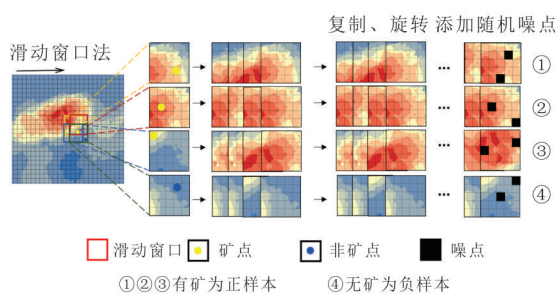 复制、旋转 添加随机噪点
滑动窗口法
①
②
③
④
滑动窗口 矿点 非矿点 噪点
①②③有矿为正样本 ④无矿为负样本